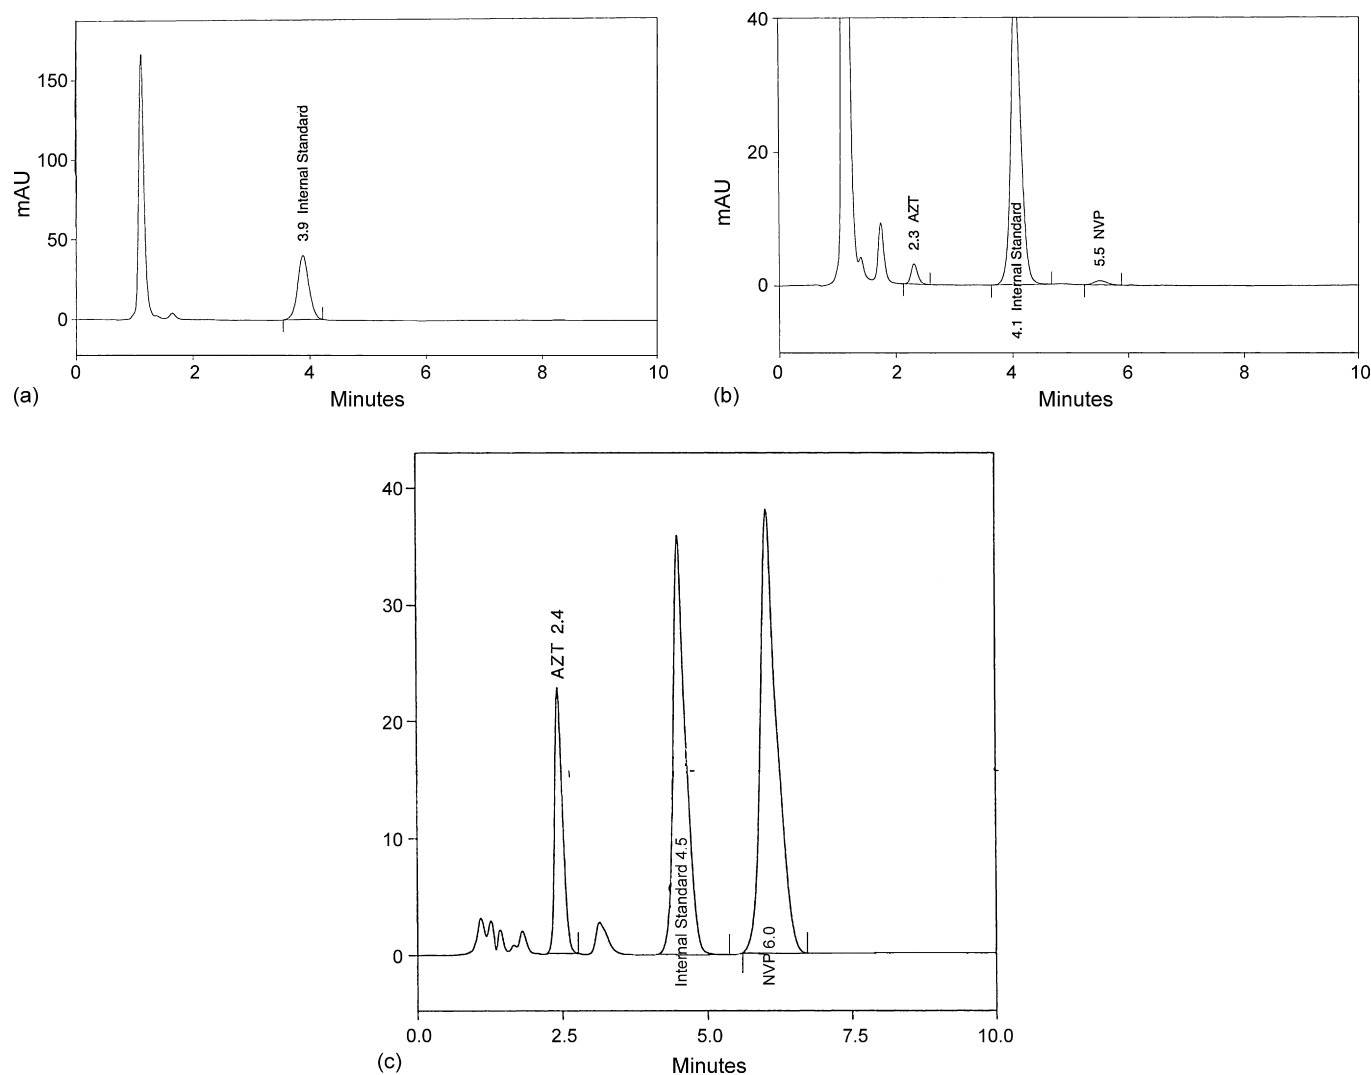 150
100
50
0
mAU
3.9 Internal Standard
0 2 4 6 8 10
Minutes
(a)
40
20
0
mAU
2.3 AZT
4.1 Internal Standard
5.5 NVP
0 2 4 6 8 10
Minutes
(b)
40
30
20
10
0
AZT 2.4
Internal Standard 4.5
NVP 6.0
0.0 2.5 5.0 7.5 10.0
Minutes
(c)